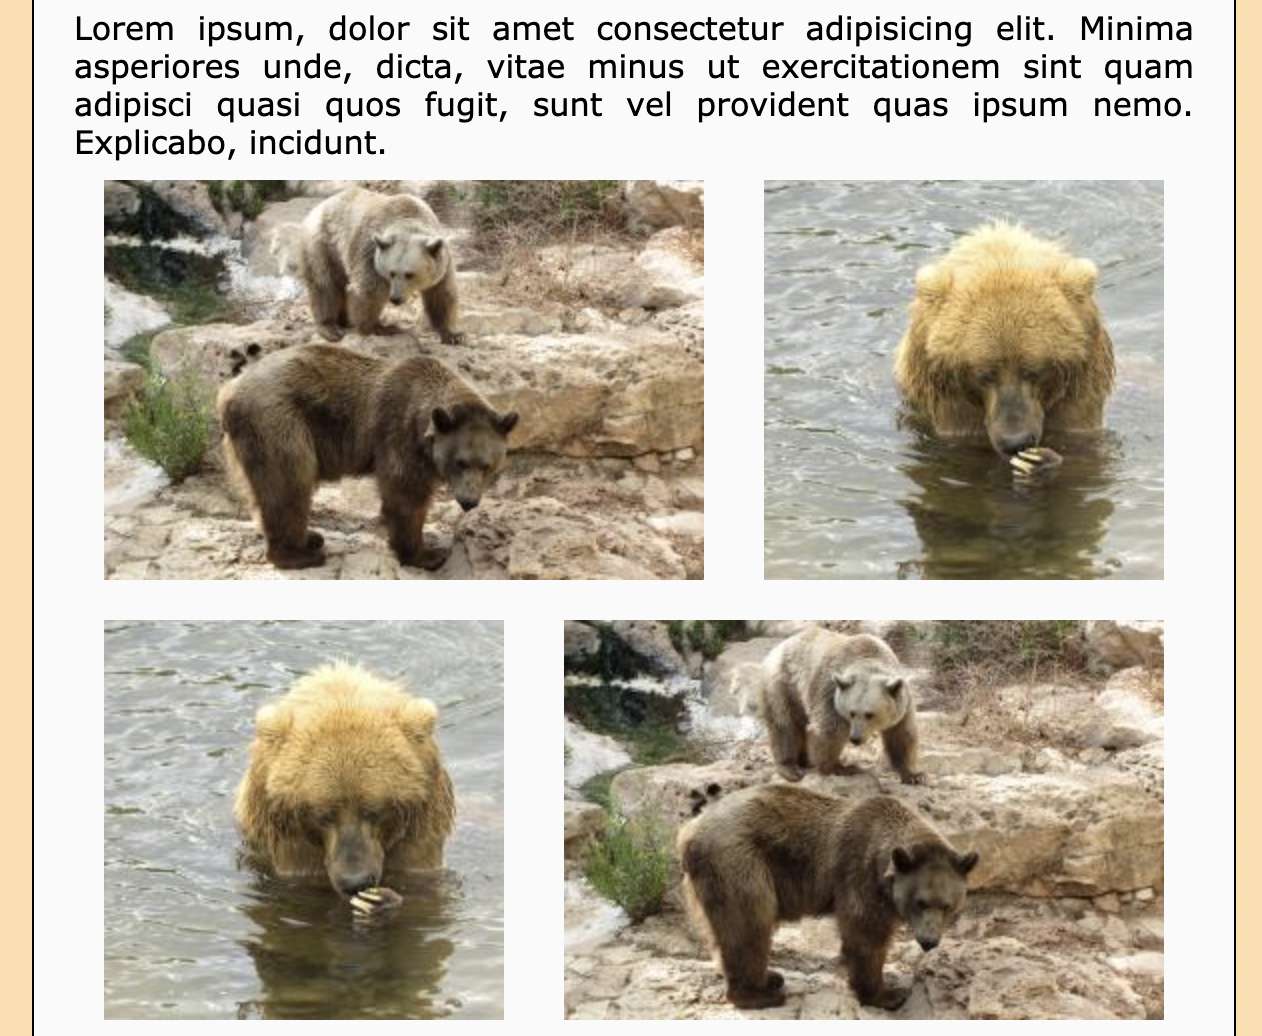 Lorem ipsum, dolor sit amet consectetur adipisicing elit. Minima
asperiores unde, dicta, vitae minus ut exercitationem sint quam
adipisci quasi quos fugit, sunt vel provident quas ipsum nemo.
Explicabo, incidunt.